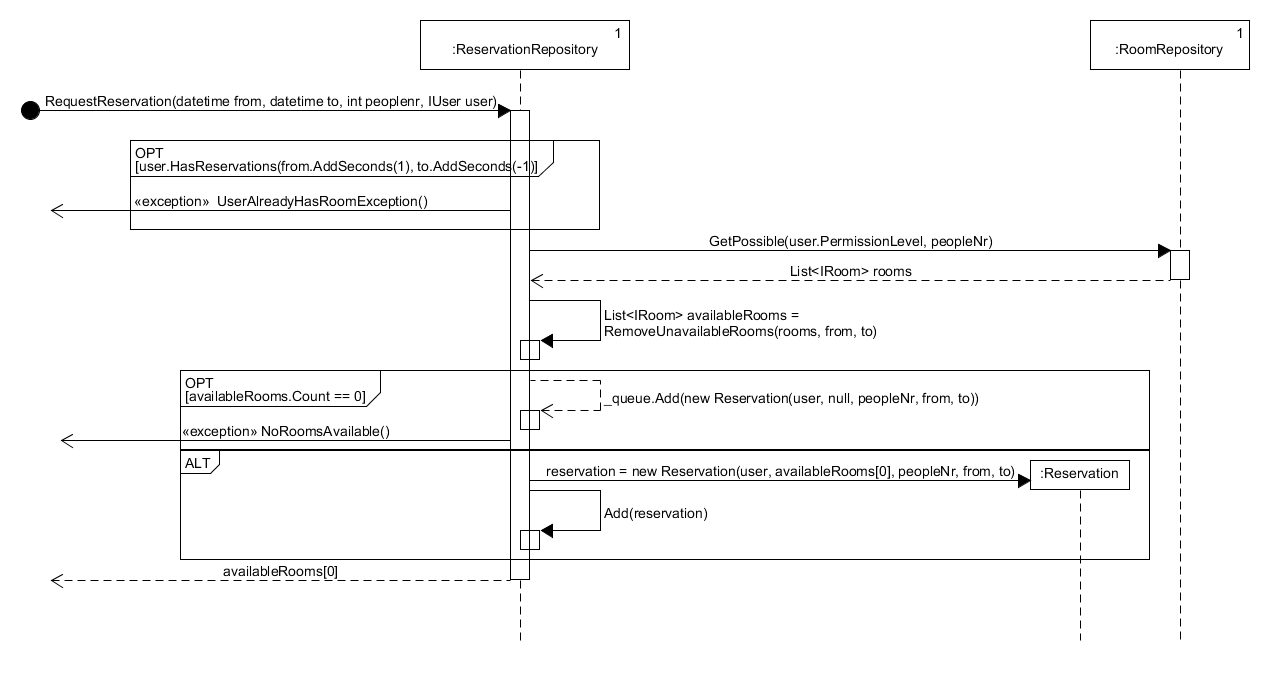 1
:ReservationRepository
1
:RoomRepository
RequestReservation(datetime from, datetime to, int peoplenr, IUser user)
OPT
[user.HasReservations(from.AddSeconds(1), to.AddSeconds(-1)]
«exception»  UserAlreadyHasRoomException()
GetPossible(user.PermissionLevel, peopleNr)
List<IRoom> rooms
List<IRoom> availableRooms =
RemoveUnavailableRooms(rooms, from, to)
OPT
[availableRooms.Count == 0]
_queue.Add(new Reservation(user, null, peopleNr, from, to))
«exception» NoRoomsAvailable()
ALT
reservation = new Reservation(user, availableRooms[0], peopleNr, from, to)
:Reservation
Add(reservation)
availableRooms[0]